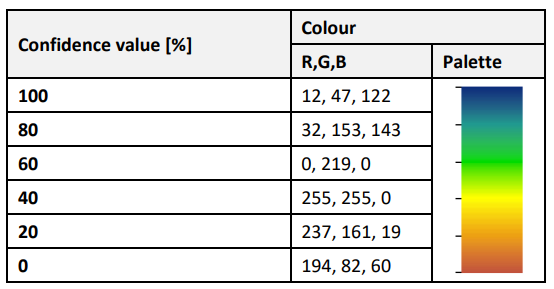 Confidence value [%]
Colour
R,G,B
Palette
100
12, 47, 122
80
32, 153, 143
60
0, 219, 0
40
255, 255, 0
20
237, 161, 19
0
194, 82, 60